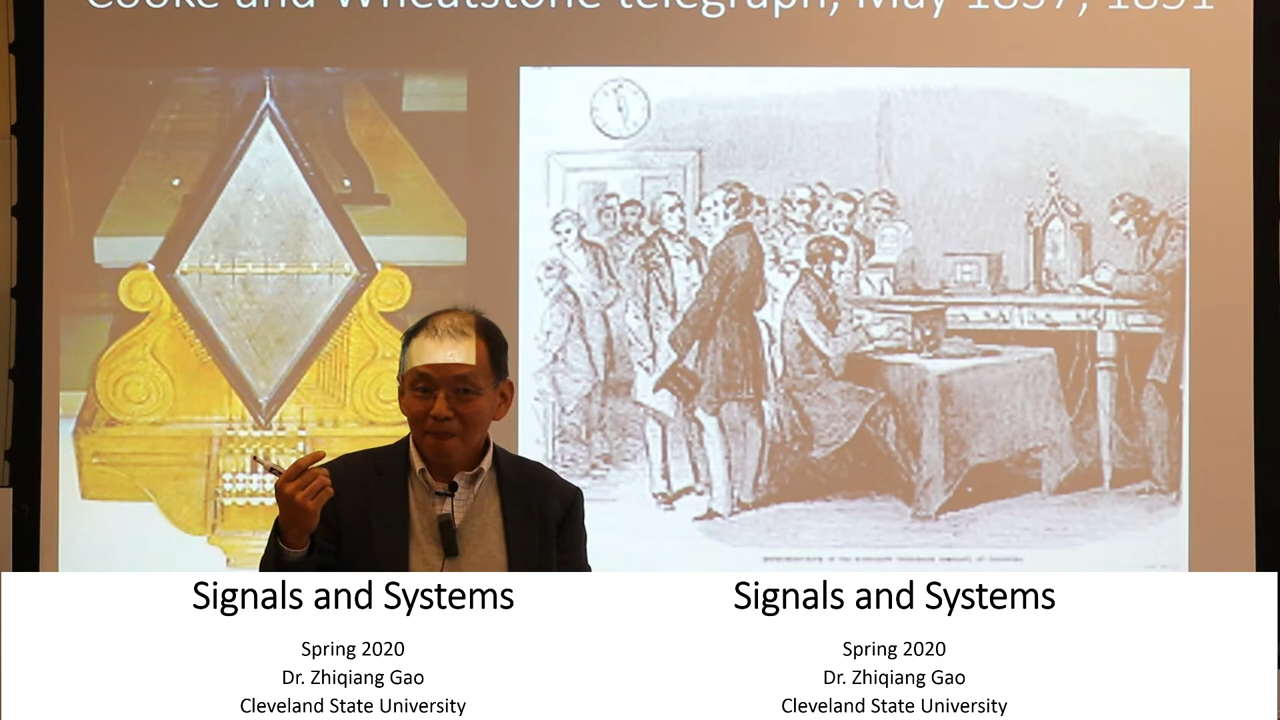 Cooke and Wheatstone telegraph, May 1837, 1851
Signals and Systems
Spring 2020
Dr. Zhiqiang Gao
Cleveland State University
Signals and Systems
Spring 2020
Dr. Zhiqiang Gao
Cleveland State University